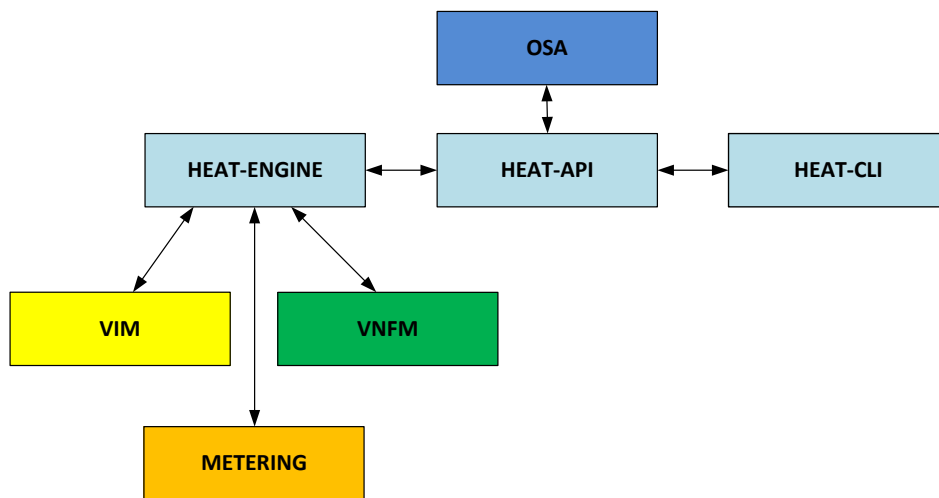 OSA
HEAT-ENGINE
HEAT-API
HEAT-CLI
VIM
VNFM
METERING